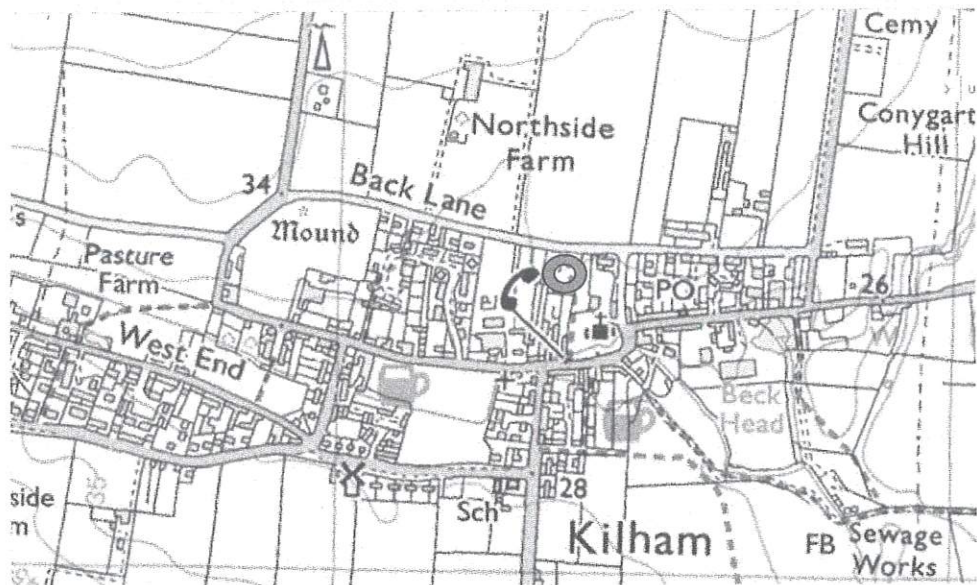 Cemy
Conygart
Hill
Northside
Farm
34
Back Lane
s
Mound
Pasture
Farm
PO
26
West End
W
Beck
Head
side
m
35
Sch
28
Kilham
FB
Sewage
Works